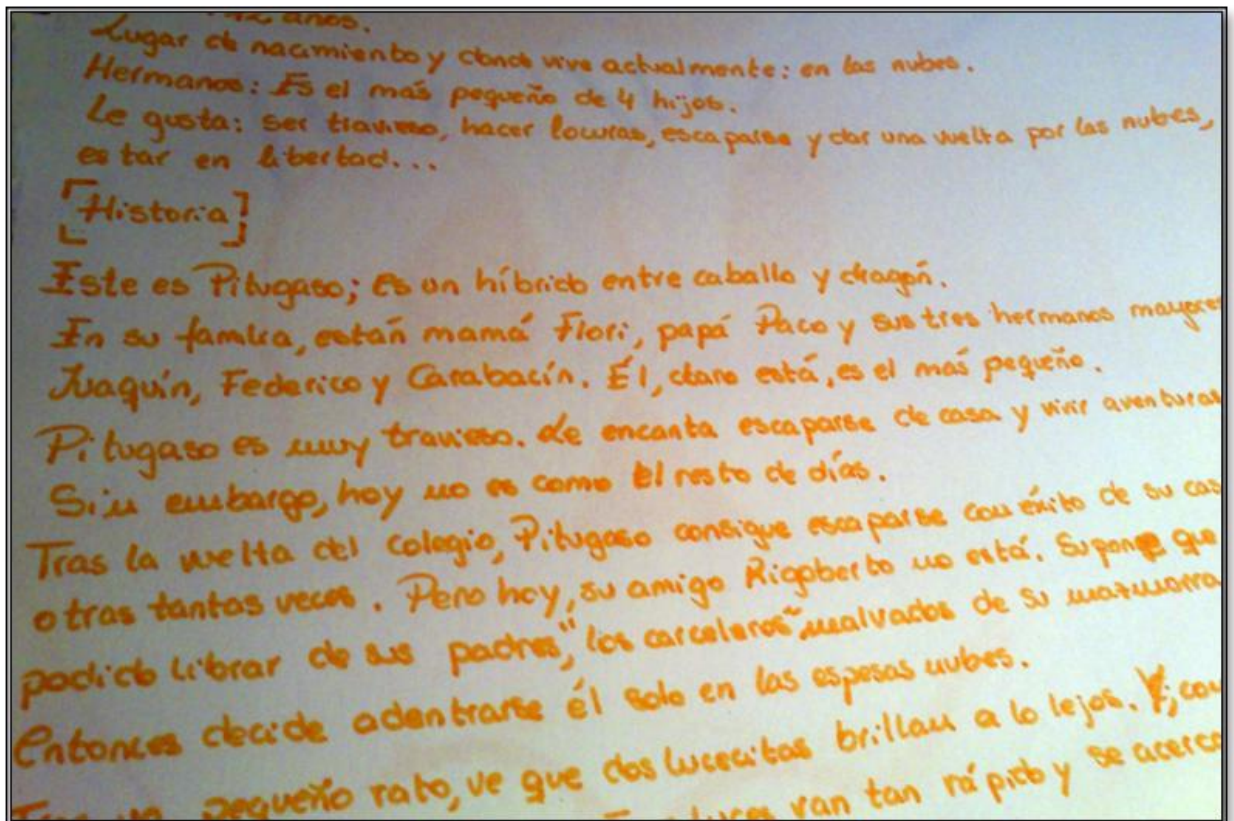 años.
Lugar de nacimiento y donde vive actualmente: en las nubes.
Hermanos: Es el más pequeño de 4 hijos.
Le gusta: ser travieso, hacer locuras, escaparse y dar una vuelta por las nubes,
estar en libertad...
[Historia]
Este es Pitugaso; es un híbrido entre caballo y dragón.
En su familia, están mamá Flori, papá Paco y sus tres hermanos mayores
Juaquín, Federico y Carabacín. Él, claro está, es el más pequeño.
Pitugaso es muy travieso. Le encanta escaparse de casa y vivir aventuras
Sin embargo, hoy no es como el resto de días.
Tras la vuelta del colegio, Pitugaso consigue escaparse con éxito de su cas
otras tantas veces. Pero hoy, su amigo Rigoberto no está. Supone que
podido librar de sus padres, "los carceleros" malvados de su mazmorra
Entonces decide adentrarse él solo en las espesas nubes.
pequeño rato, ve que dos lucecitas brillan a lo lejos. Y, con
luces van tan rápido y se acerca